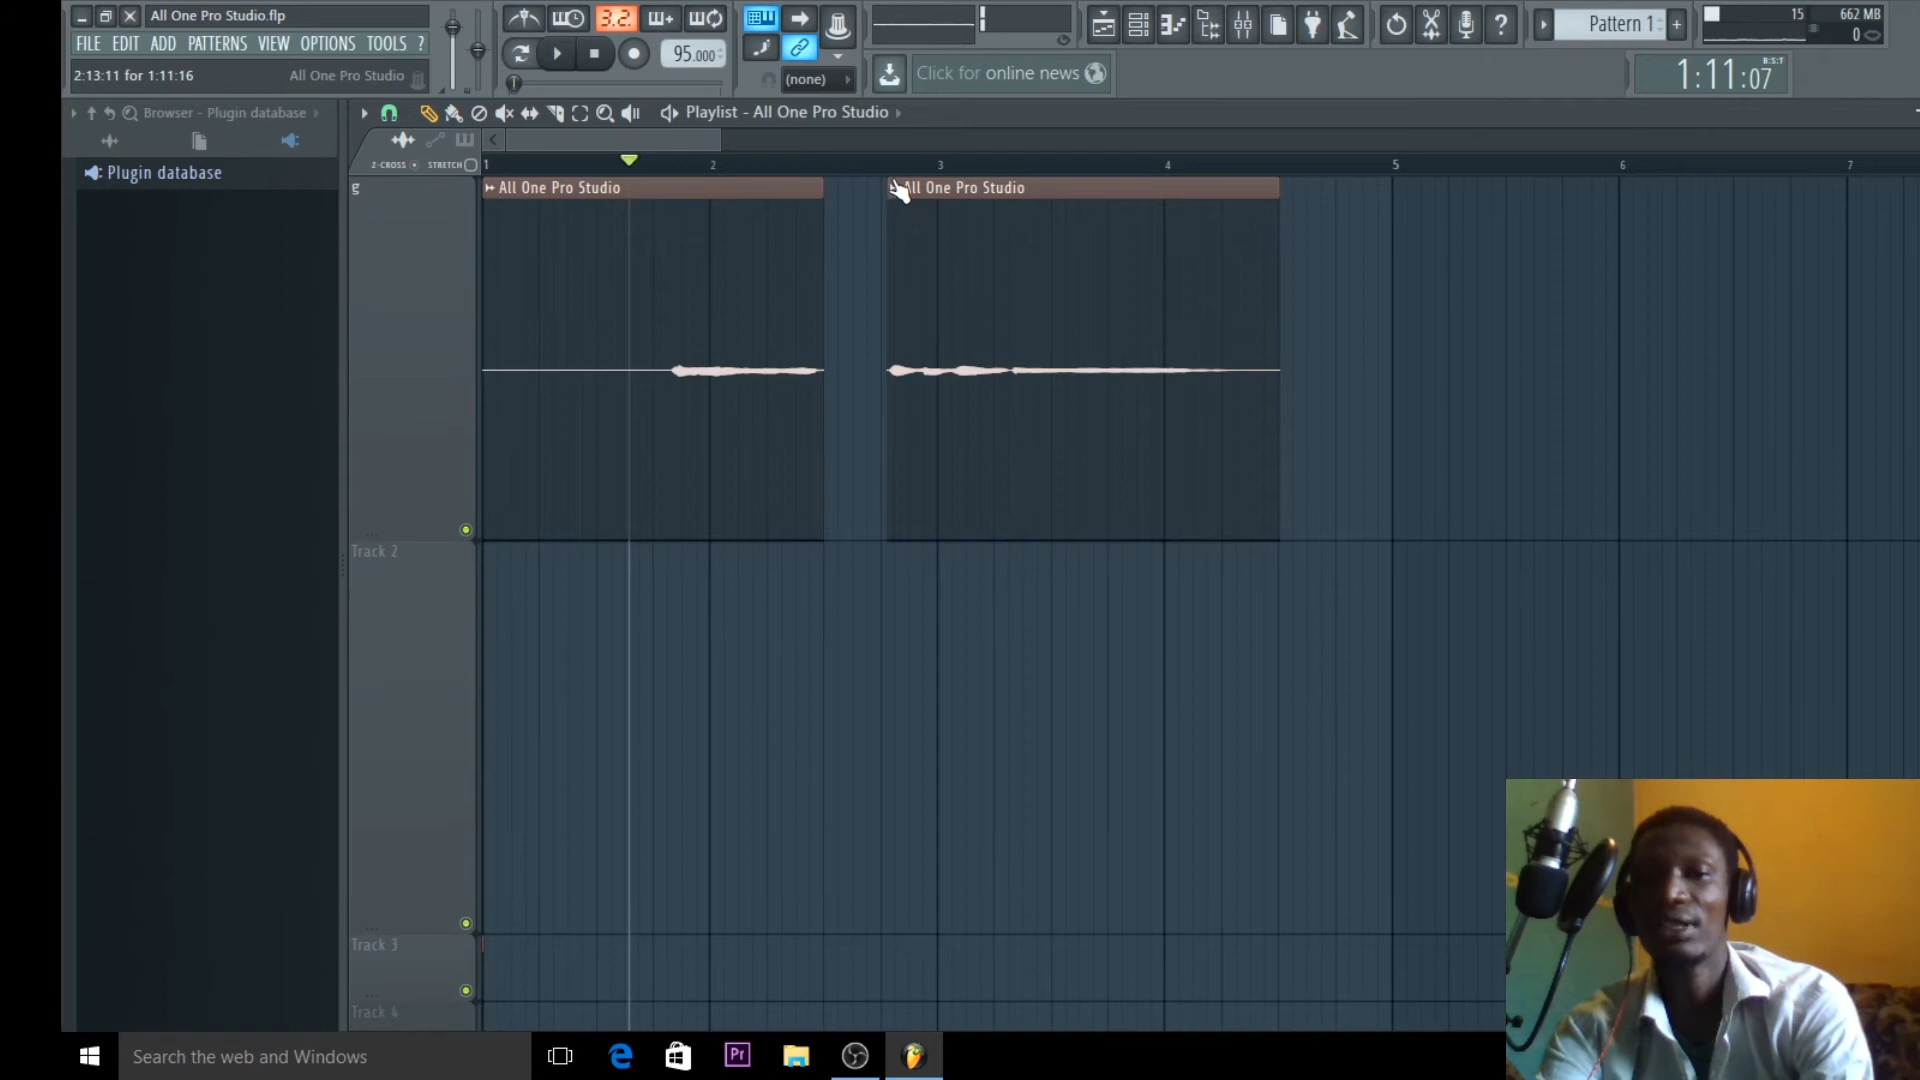 All One Pro Studio.flp
FILE EDIT ADD PATTERNS VIEW OPTIONS TOOLS ?
2:13:11 for 1:11:16 All One Pro Studio
3.2.
95.000
(none)
Click for online news
Pattern 1
+
15 662 MB
0
B:S:T
1:11:07
Browser - Plugin database
Plugin database
Playlist - All One Pro Studio
Z-CROSS STRETCH
1 2 3 4 5 6 7
g
All One Pro Studio
All One Pro Studio
Track 2
Track 3
Track 4
Search the web and Windows
Pr